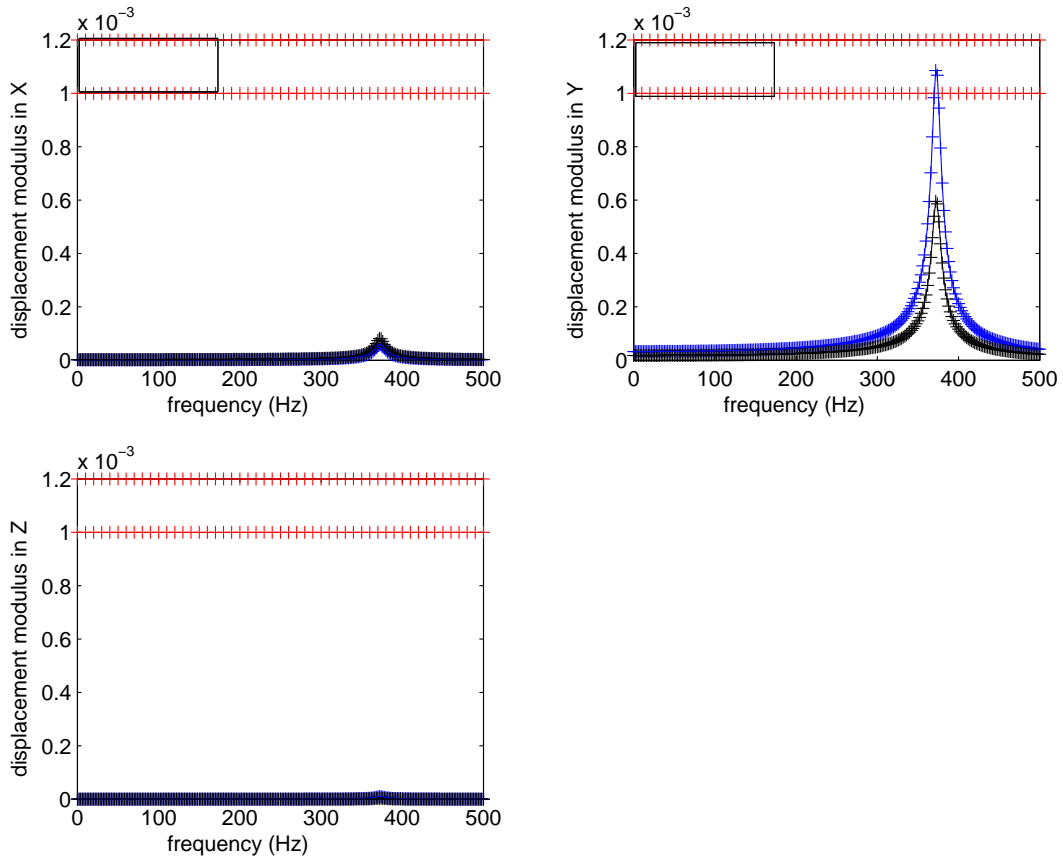 x 10⁻³
1.2
1
0.8
0.6
0.4
0.2
0
displacement modulus in X
0 100 200 300 400 500
frequency (Hz)
x 10⁻³
1.2
1
0.8
0.6
0.4
0.2
0
displacement modulus in Y
0 100 200 300 400 500
frequency (Hz)
x 10⁻³
1.2
1
0.8
0.6
0.4
0.2
0
displacement modulus in Z
0 100 200 300 400 500
frequency (Hz)